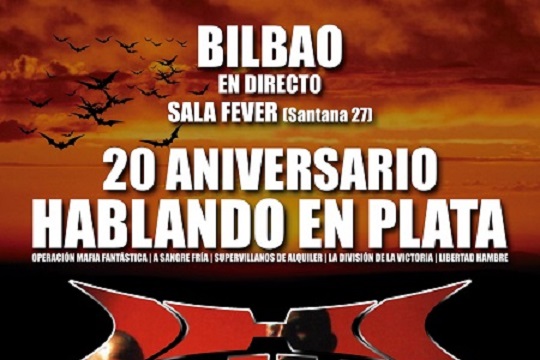 BILBAO
EN DIRECTO
SALA FEVER (Santana 27)
20 ANIVERSARIO
HABLANDO EN PLATA
OPERACIÓN MAFIA FANTÁSTICA | A SANGRE FRÍA | SUPERVILLANOS DE ALQUILER | LA DIVISIÓN DE LA VICTORIA | LIBERTAD HAMBRE